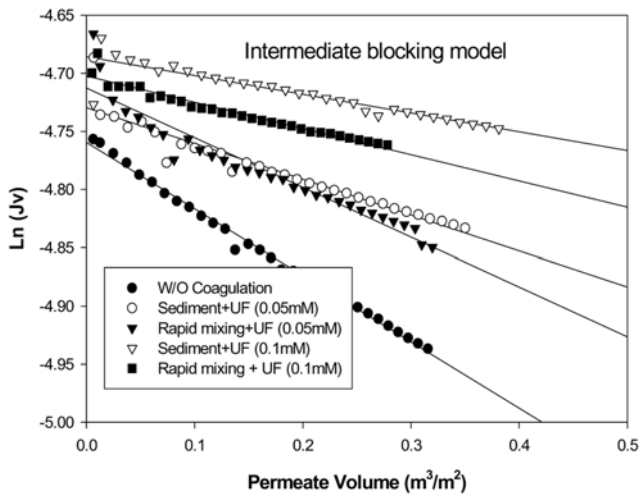 -4.65
Intermediate blocking model
-4.70
-4.75
-4.80
-4.85
-4.90
-4.95
-5.00
Ln (Jv)
W/O Coagulation
Sediment+UF (0.05mM)
Rapid mixing+UF (0.05mM)
Sediment+UF (0.1mM)
Rapid mixing + UF (0.1mM)
0.0 0.1 0.2 0.3 0.4 0.5
Permeate Volume (m³/m²)